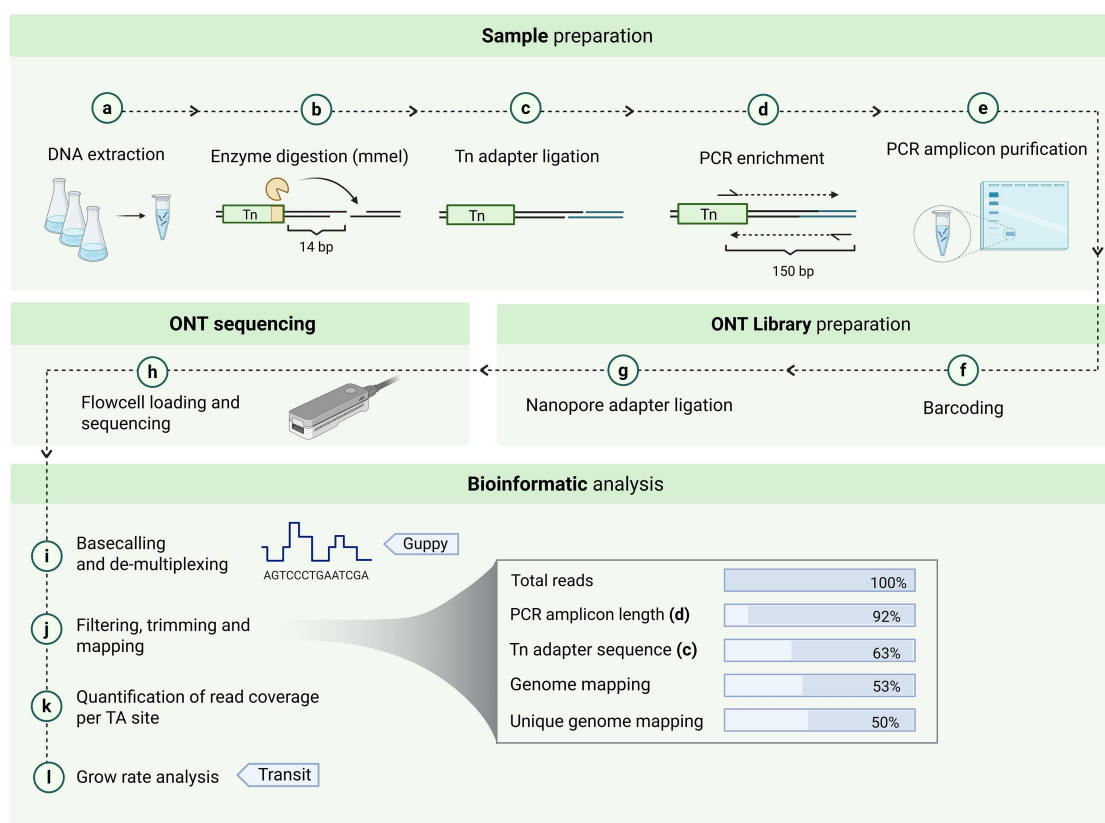 Sample preparation
a
b
c
d
e
DNA extraction
Enzyme digestion (mmel)
Tn adapter ligation
PCR enrichment
PCR amplicon purification
Tn
14 bp
Tn
Tn
150 bp
ONT sequencing
h
Flowcell loading and
sequencing
ONT Library preparation
g
f
Nanopore adapter ligation
Barcoding
Bioinformatic analysis
i
Basecalling
and de-multiplexing
AGTCCCTGAATCGA
Guppy
j
Filtering, trimming and
mapping
Total reads 100%
PCR amplicon length (d) 92%
Tn adapter sequence (c) 63%
Genome mapping 53%
Unique genome mapping 50%
k
Quantification of read coverage
per TA site
l
Grow rate analysis
Transit